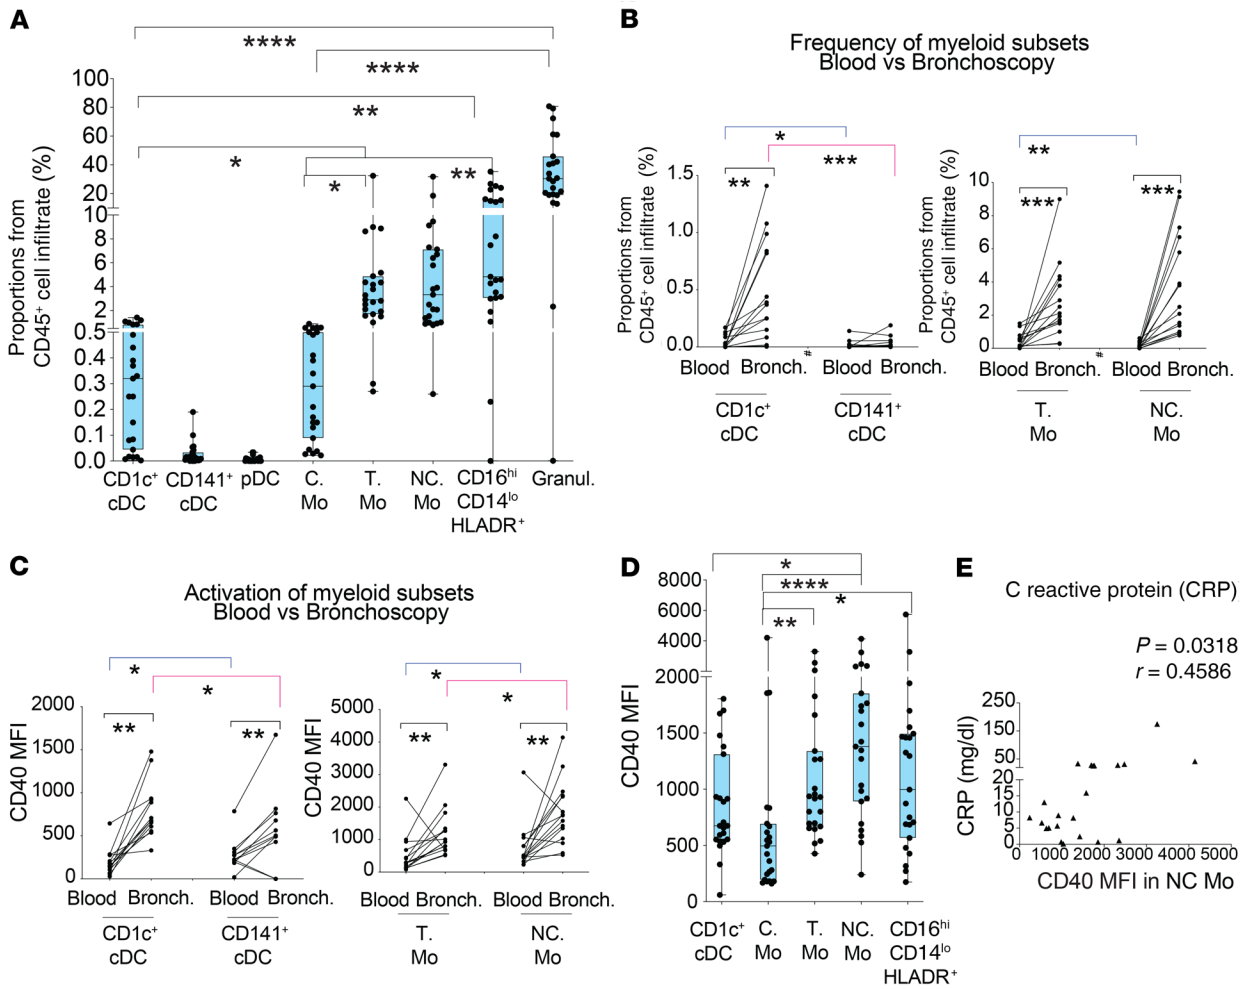 A
****
****
**
*
*
**
Proportions from
CD45+ cell infiltrate (%)
100
80
60
40
20
10
8
6
4
2
0.5
0.4
0.3
0.2
0.1
0.0
CD1c+
cDC
CD141+
cDC
pDC
C.
Mo
T.
Mo
NC.
Mo
CD16hi
CD14lo
HLADR+
Granul.
B
Frequency of myeloid subsets
Blood vs Bronchoscopy
*
***
**
Proportions from
CD45+ cell infiltrate (%)
1.5
1.0
0.5
0.0
Blood Bronch. # Blood Bronch.
CD1c+
cDC
CD141+
cDC
**
***
***
Proportions from
CD45+ cell infiltrate (%)
10
8
6
4
2
0
Blood Bronch. # Blood Bronch.
T.
Mo
NC.
Mo
C
Activation of myeloid subsets
Blood vs Bronchoscopy
*
*
**
**
CD40 MFI
2000
1500
1000
500
0
Blood Bronch. Blood Bronch.
CD1c+
cDC
CD141+
cDC
*
*
**
**
CD40 MFI
5000
4000
3000
2000
1000
0
Blood Bronch. Blood Bronch.
T.
Mo
NC.
Mo
D
*
****
*
**
CD40 MFI
8000
6000
4000
2000
1500
1000
500
0
CD1c+
cDC
C.
Mo
T.
Mo
NC.
Mo
CD16hi
CD14lo
HLADR+
E
C reactive protein (CRP)
P = 0.0318
r = 0.4586
CRP (mg/dl)
250
150
50
20
15
10
5
0
0 1000 2000 3000 4000 5000
CD40 MFI in NC Mo